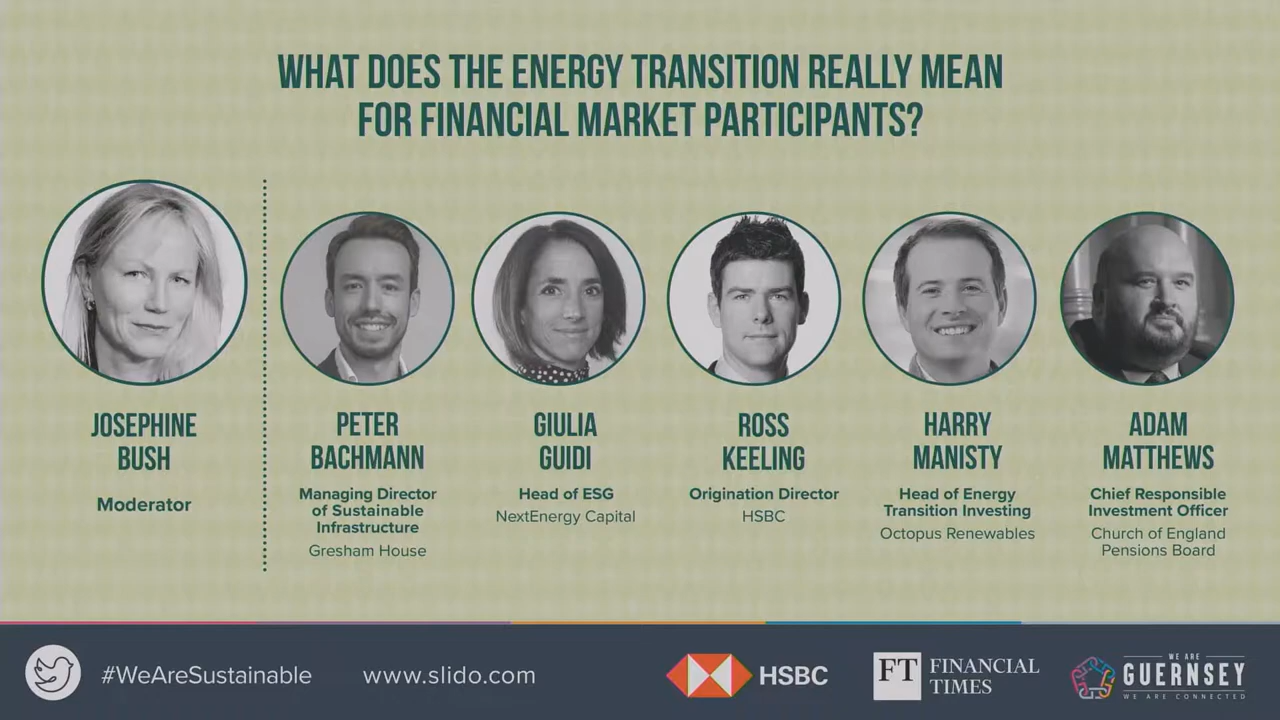 WHAT DOES THE ENERGY TRANSITION REALLY MEAN
FOR FINANCIAL MARKET PARTICIPANTS?
JOSEPHINE
BUSH
Moderator
PETER
BACHMANN
Managing Director
of Sustainable
Infrastructure
Gresham House
GIULIA
GUIDI
Head of ESG
NextEnergy Capital
ROSS
KEELING
Origination Director
HSBC
HARRY
MANISTY
Head of Energy
Transition Investing
Octopus Renewables
ADAM
MATTHEWS
Chief Responsible
Investment Officer
Church of England
Pensions Board
#WeAreSustainable
www.slido.com
HSBC
FT
FINANCIAL
TIMES
WE ARE
GUERNSEY
WE ARE CONNECTED